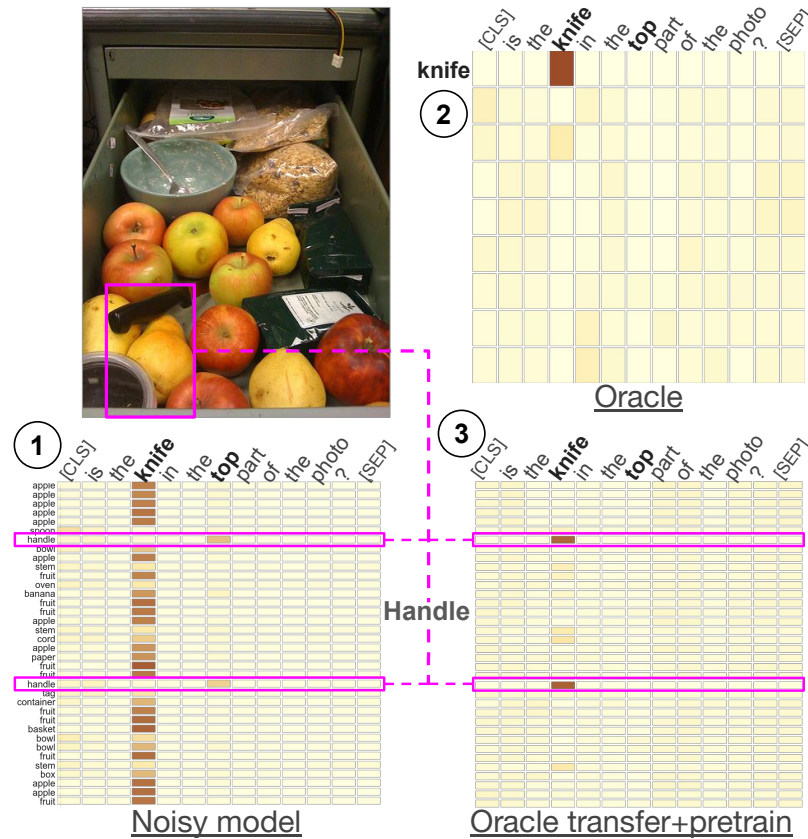 [CLS] is the knife in the top part of the photo ? [SEP]
knife
2
Oracle
1
[CLS] is the knife in the top part of the photo ? [SEP]
apple
apple
apple
apple
apple
spoon
handle
bowl
apple
stem
fruit
oven
banana
fruit
fruit
apple
stem
cord
apple
paper
fruit
fruit
handle
tag
container
fruit
fruit
basket
bowl
bowl
fruit
stem
box
apple
apple
fruit
Noisy model
Handle
3
[CLS] is the knife in the top part of the photo ? [SEP]
Oracle transfer+pretrain